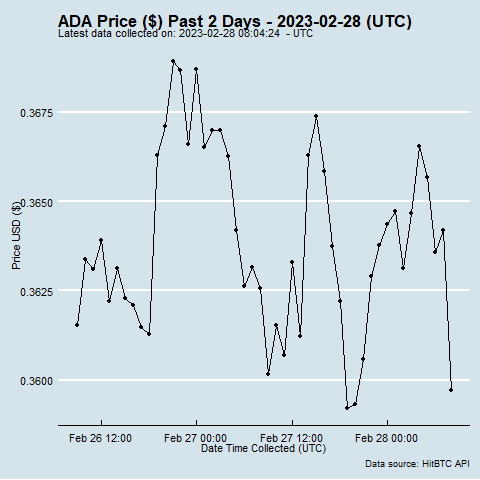 ADA Price ($) Past 2 Days - 2023-02-28 (UTC)
Latest data collected on: 2023-02-28 08:04:24  - UTC
Price USD ($)
0.3675
0.3650
0.3625
0.3600
Feb 26 12:00
Feb 27 00:00
Feb 27 12:00
Feb 28 00:00
Date Time Collected (UTC)
Data source: HitBTC API